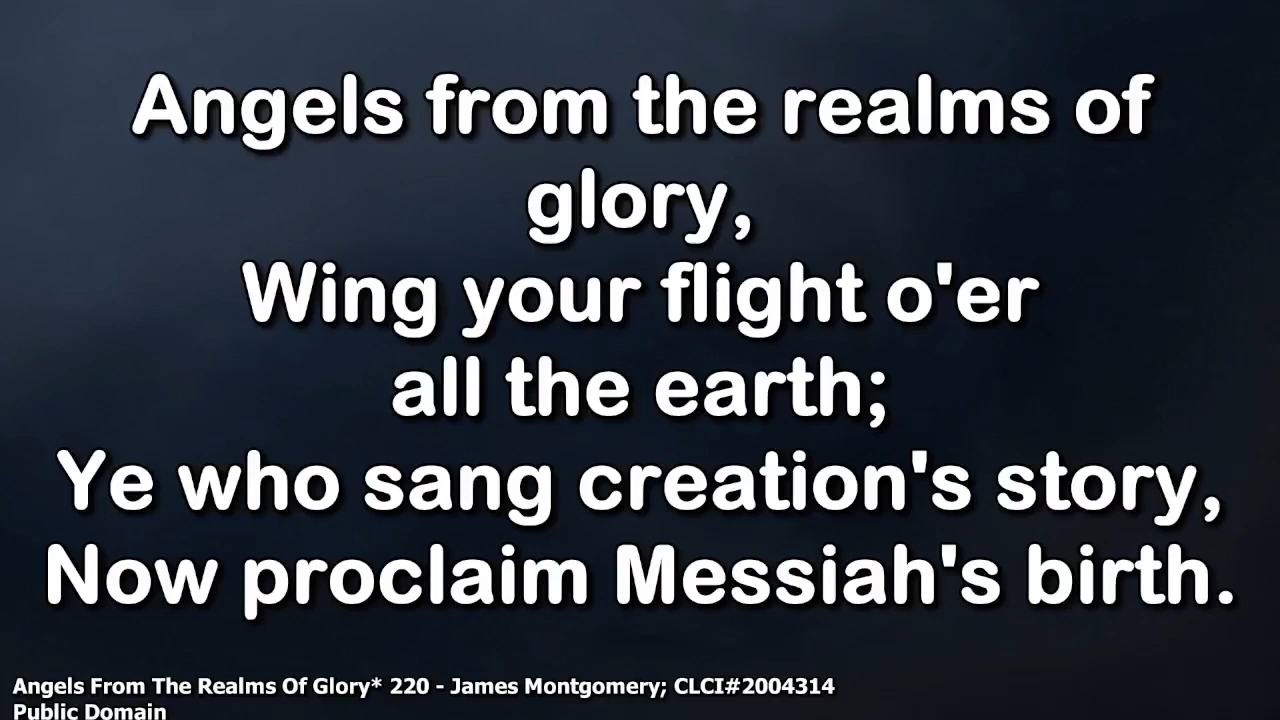 Angels from the realms of
glory,
Wing your flight o'er
all the earth;
Ye who sang creation's story,
Now proclaim Messiah's birth.
Angels From The Realms Of Glory* 220 - James Montgomery; CLCI#2004314
Public Domain